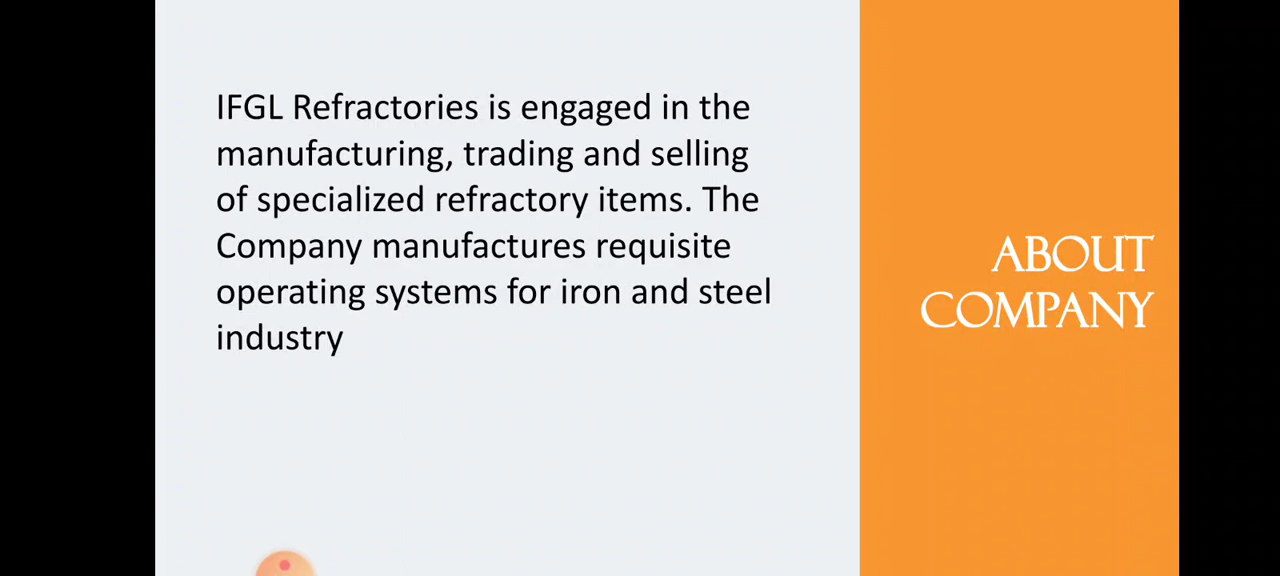 IFGL Refractories is engaged in the
manufacturing, trading and selling
of specialized refractory items. The
Company manufactures requisite
operating systems for iron and steel
industry
ABOUT
COMPANY